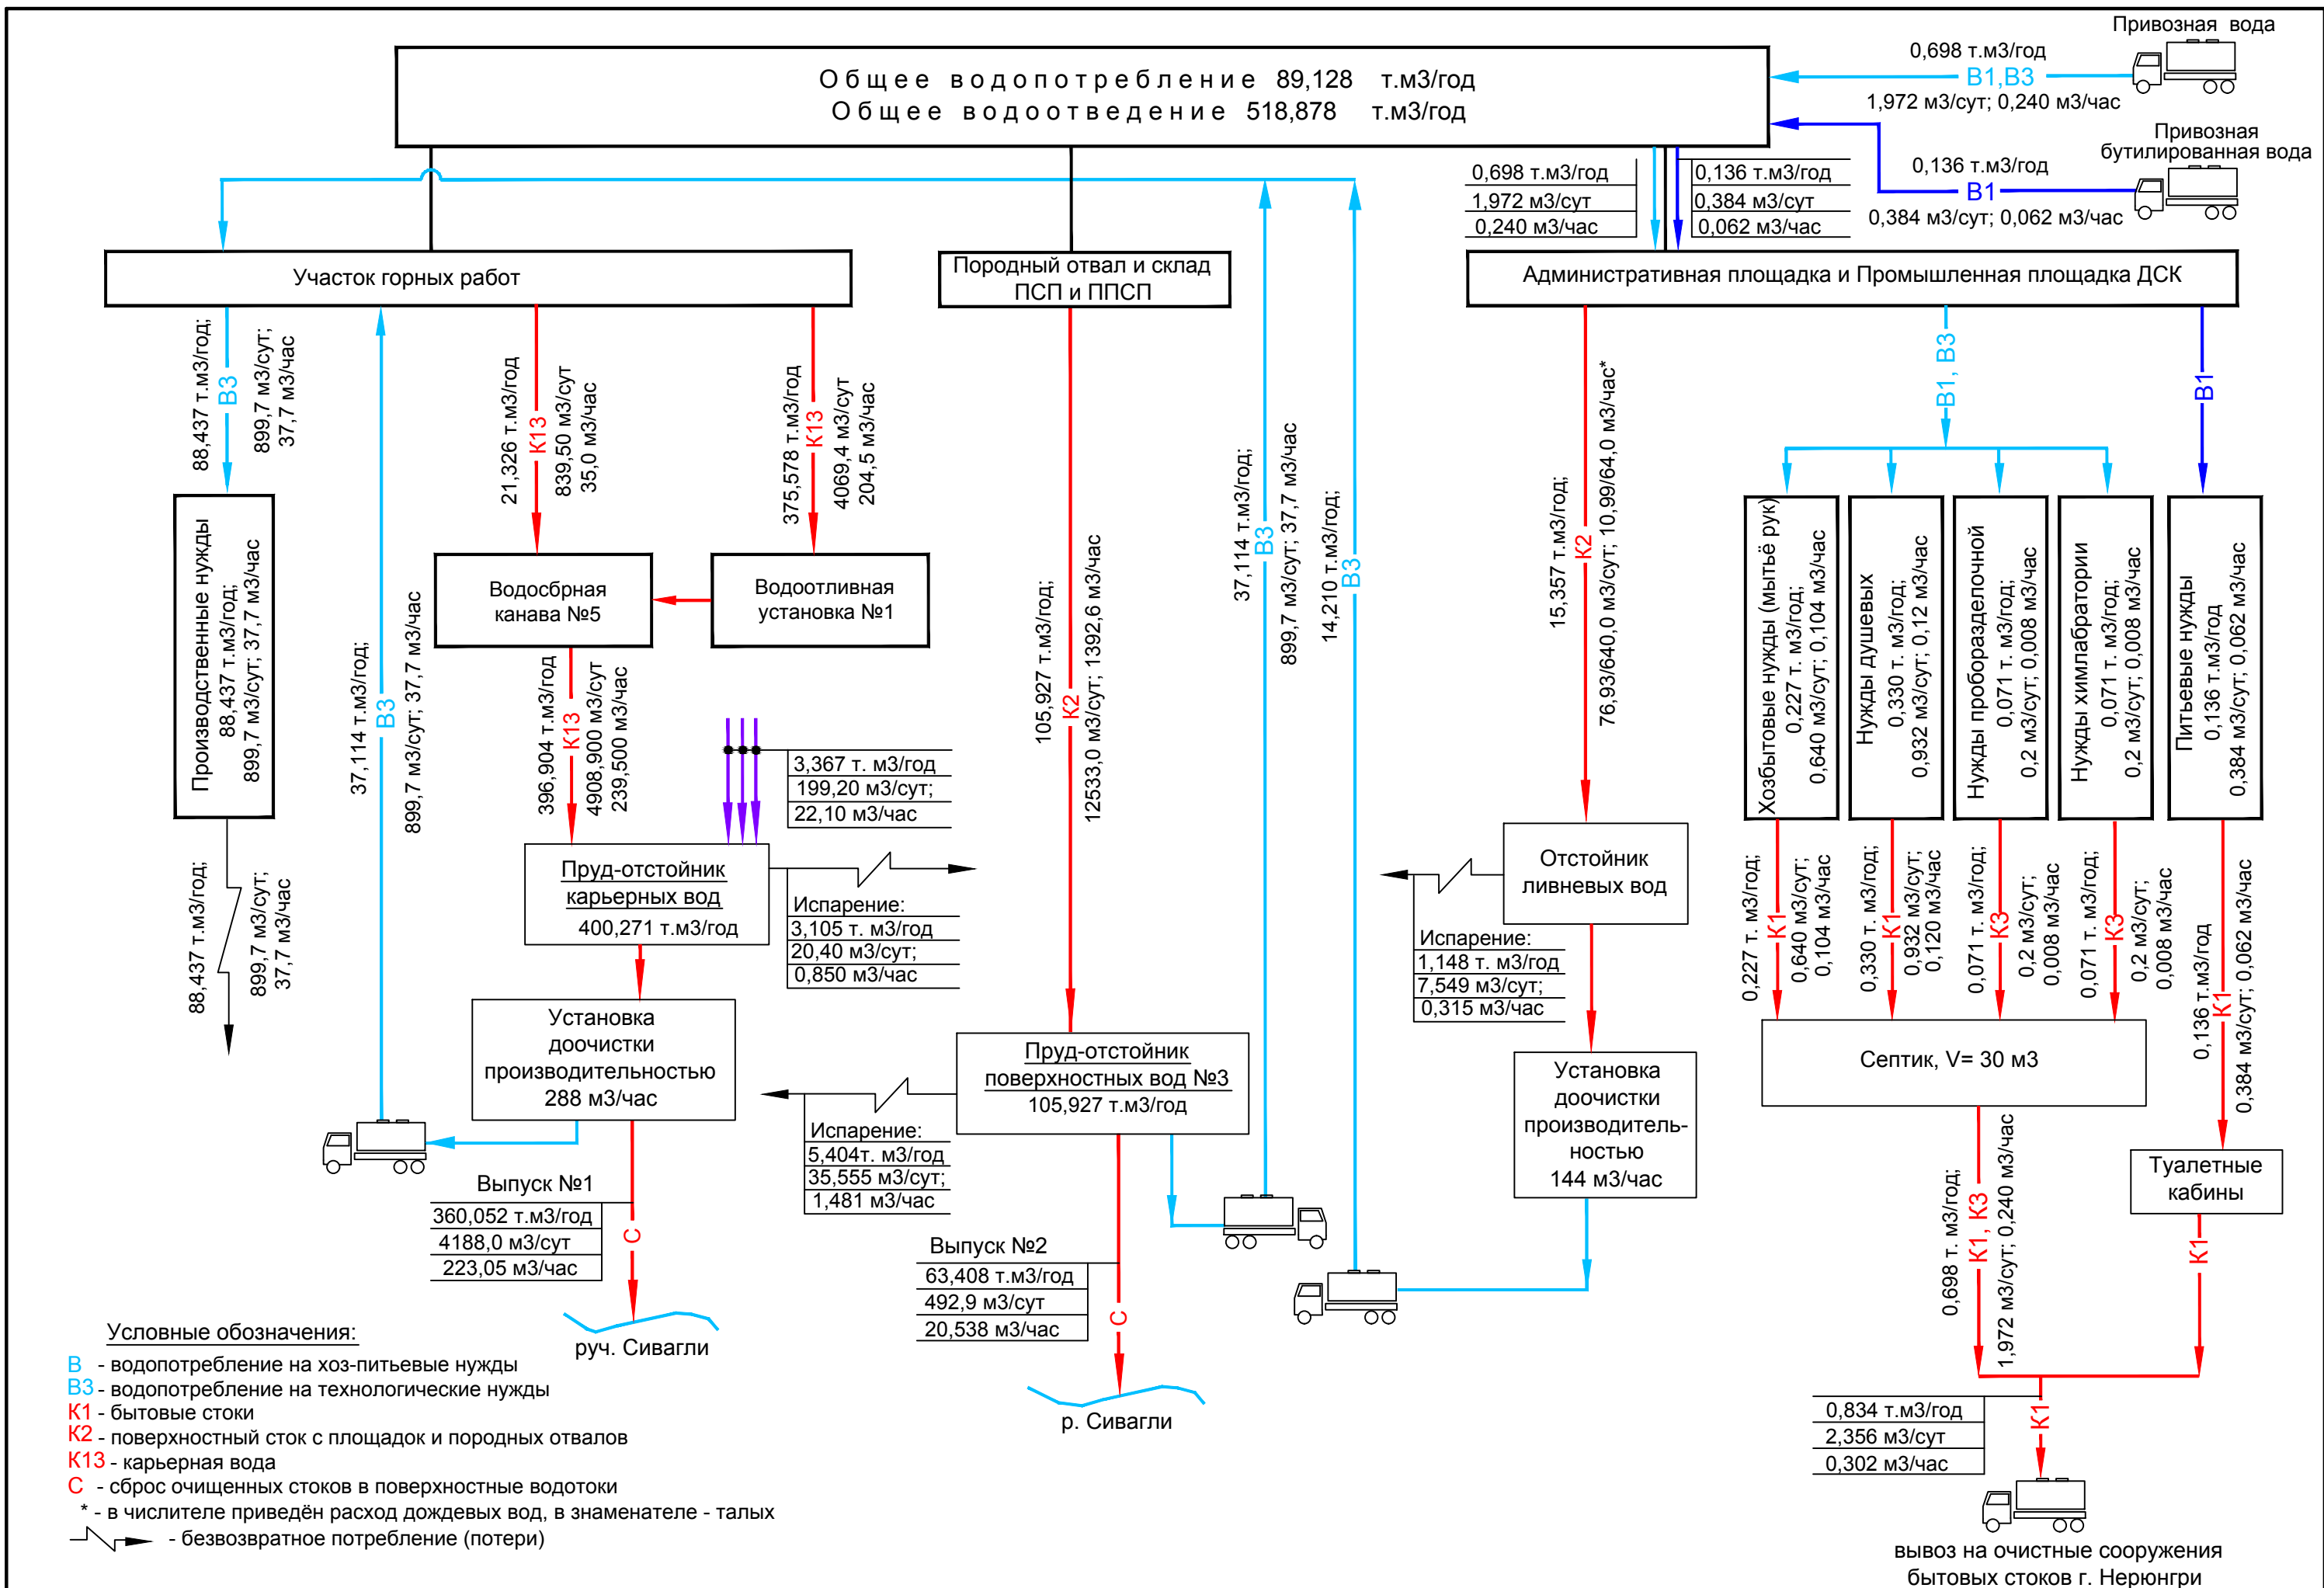 Привозная вода
0,698 т.м3/год
В1,В3
1,972 м3/сут; 0,240 м3/час
Общее водопотребление 89,128 т.м3/год
Общее водоотведение 518,878 т.м3/год
Привозная
бутилированная вода
0,136 т.м3/год
В1
0,384 м3/сут; 0,062 м3/час
0,698 т.м3/год
1,972 м3/сут
0,240 м3/час
0,136 т.м3/год
0,384 м3/сут
0,062 м3/час
Участок горных работ
Породный отвал и склад
ПСП и ППСП
Административная площадка и Промышленная площадка ДСК
88,437 т.м3/год;
В3
899,7 м3/сут;
37,7 м3/час
21,326 т.м3/год
К13
839,50 м3/сут
35,0 м3/час
375,578 т.м3/год
К13
4069,4 м3/сут
204,5 м3/час
Производственные нужды
88,437 т.м3/год;
899,7 м3/сут; 37,7 м3/час
37,114 т.м3/год;
В3
899,7 м3/сут; 37,7 м3/час
Водосбрная
канава №5
Водоотливная
установка №1
396,904 т.м3/год
К13
4908,900 м3/сут
239,500 м3/час
3,367 т. м3/год
199,20 м3/сут;
22,10 м3/час
105,927 т.м3/год;
К2
12533,0 м3/сут; 1392,6 м3/час
37,114 т.м3/год;
В3
899,7 м3/сут; 37,7 м3/час
14,210 т.м3/год;
В3
15,357 т.м3/год;
К2
76,93/640,0 м3/сут; 10,99/64,0 м3/час*
В1, В3
В1
Хозбытовые нужды (мытьё рук)
0,227 т. м3/год;
0,640 м3/сут; 0,104 м3/час
Нужды душевых
0,330 т. м3/год;
0,932 м3/сут; 0,12 м3/час
Нужды проборазделочной
0,071 т. м3/год;
0,2 м3/сут; 0,008 м3/час
Нужды химлабратории
0,071 т. м3/год;
0,2 м3/сут; 0,008 м3/час
Питьевые нужды
0,136 т.м3/год
0,384 м3/сут; 0,062 м3/час
88,437 т.м3/год;
899,7 м3/сут;
37,7 м3/час
Пруд-отстойник
карьерных вод
400,271 т.м3/год
Испарение:
3,105 т. м3/год
20,40 м3/сут;
0,850 м3/час
Отстойник
ливневых вод
Испарение:
1,148 т. м3/год
7,549 м3/сут;
0,315 м3/час
0,227 т. м3/год;
К1
0,640 м3/сут;
0,104 м3/час
0,330 т. м3/год;
К1
0,932 м3/сут;
0,120 м3/час
0,071 т. м3/год;
К3
0,2 м3/сут;
0,008 м3/час
0,071 т. м3/год;
К3
0,2 м3/сут;
0,008 м3/час
0,136 т.м3/год
К1
0,384 м3/сут; 0,062 м3/час
Установка
доочистки
производительностью
288 м3/час
Пруд-отстойник
поверхностных вод №3
105,927 т.м3/год
Испарение:
5,404т. м3/год
35,555 м3/сут;
1,481 м3/час
Установка
доочистки
производитель-
ностью
144 м3/час
Септик, V= 30 м3
Туалетные
кабины
0,698 т. м3/год;
К1, К3
1,972 м3/сут; 0,240 м3/час
К1
Выпуск №1
360,052 т.м3/год
4188,0 м3/сут
223,05 м3/час
С
руч. Сивагли
Выпуск №2
63,408 т.м3/год
492,9 м3/сут
20,538 м3/час
С
р. Сивагли
0,834 т.м3/год
2,356 м3/сут
0,302 м3/час
К1
вывоз на очистные сооружения
бытовых стоков г. Нерюнгри
Условные обозначения:
В - водопотребление на хоз-питьевые нужды
В3 - водопотребление на технологические нужды
К1 - бытовые стоки
К2 - поверхностный сток с площадок и породных отвалов
К13 - карьерная вода
С - сброс очищенных стоков в поверхностные водотоки
* - в числителе приведён расход дождевых вод, в знаменателе - талых
- безвозвратное потребление (потери)